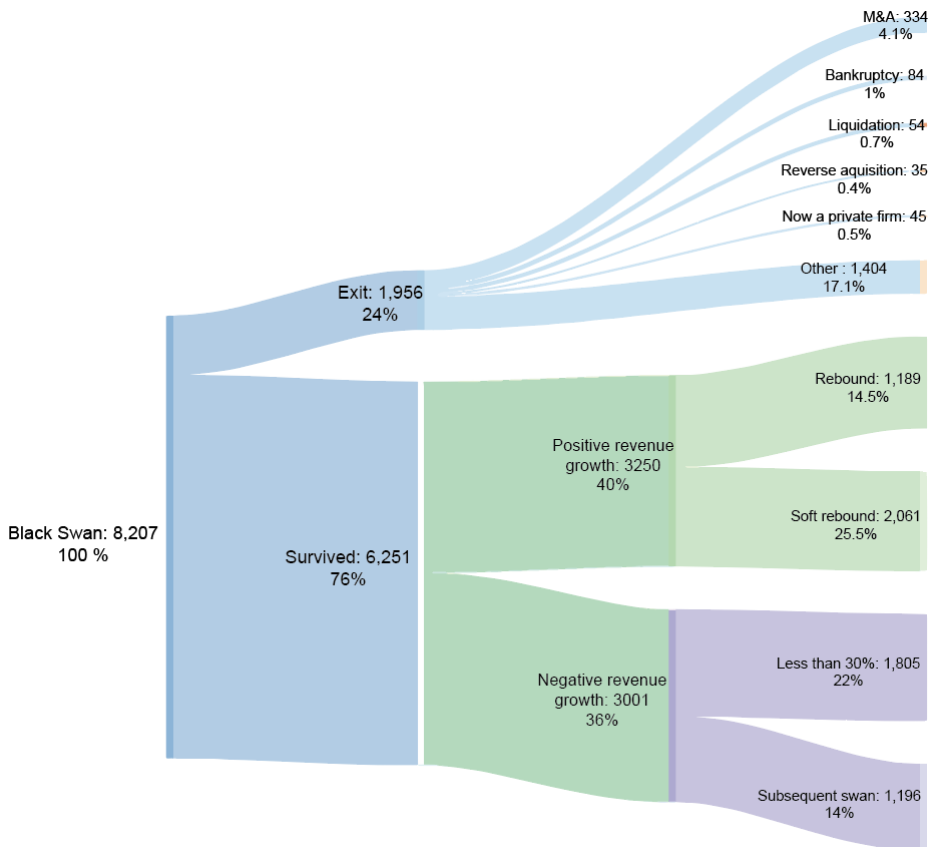 M&A: 334
4.1%
Bankruptcy: 84
1%
Liquidation: 54
0.7%
Reverse aquisition: 35
0.4%
Now a private firm: 45
0.5%
Other : 1,404
17.1%
Exit: 1,956
24%
Rebound: 1,189
14.5%
Positive revenue
growth: 3250
40%
Soft rebound: 2,061
25.5%
Black Swan: 8,207
100 %
Survived: 6,251
76%
Less than 30%: 1,805
22%
Negative revenue
growth: 3001
36%
Subsequent swan: 1,196
14%